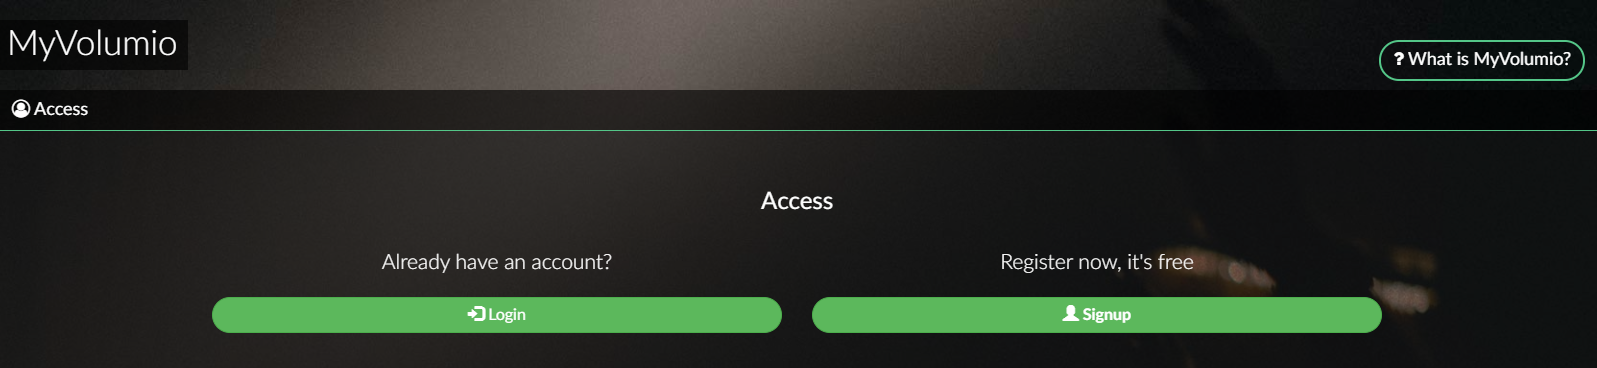 MyVolumio
? What is MyVolumio?
Access
Access
Already have an account?
Register now, it's free
Login
Signup